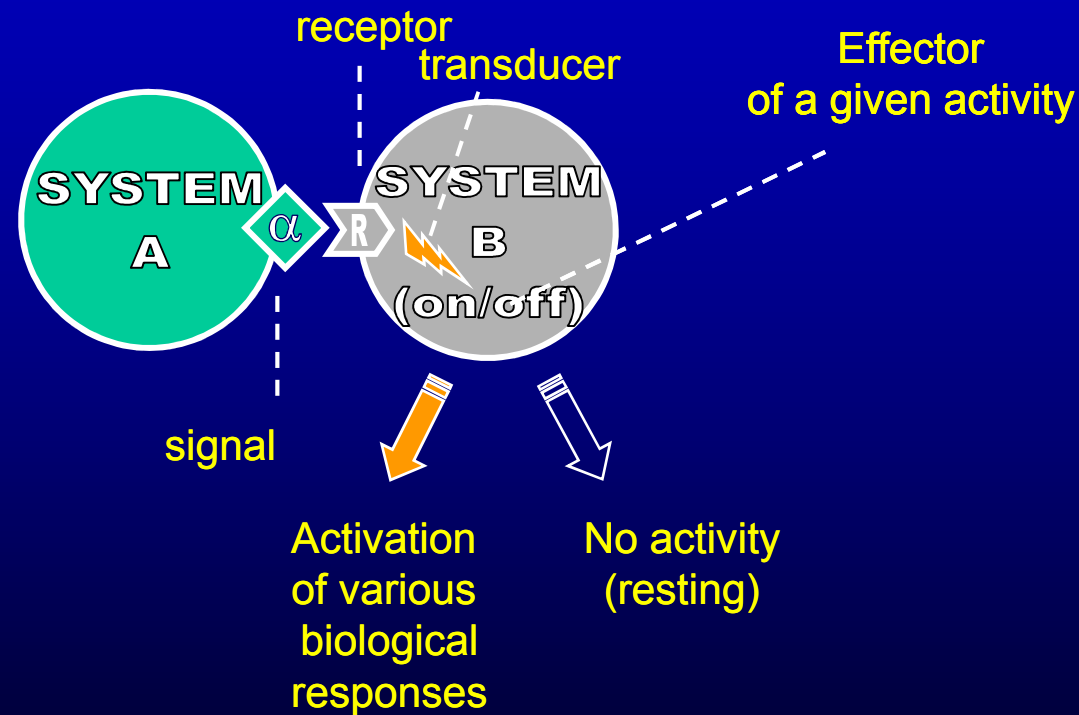 receptor
transducer
Effector
of a given activity
SYSTEM
A
α
R
SYSTEM
B
(on/off)
signal
Activation
of various
biological
responses
No activity
(resting)